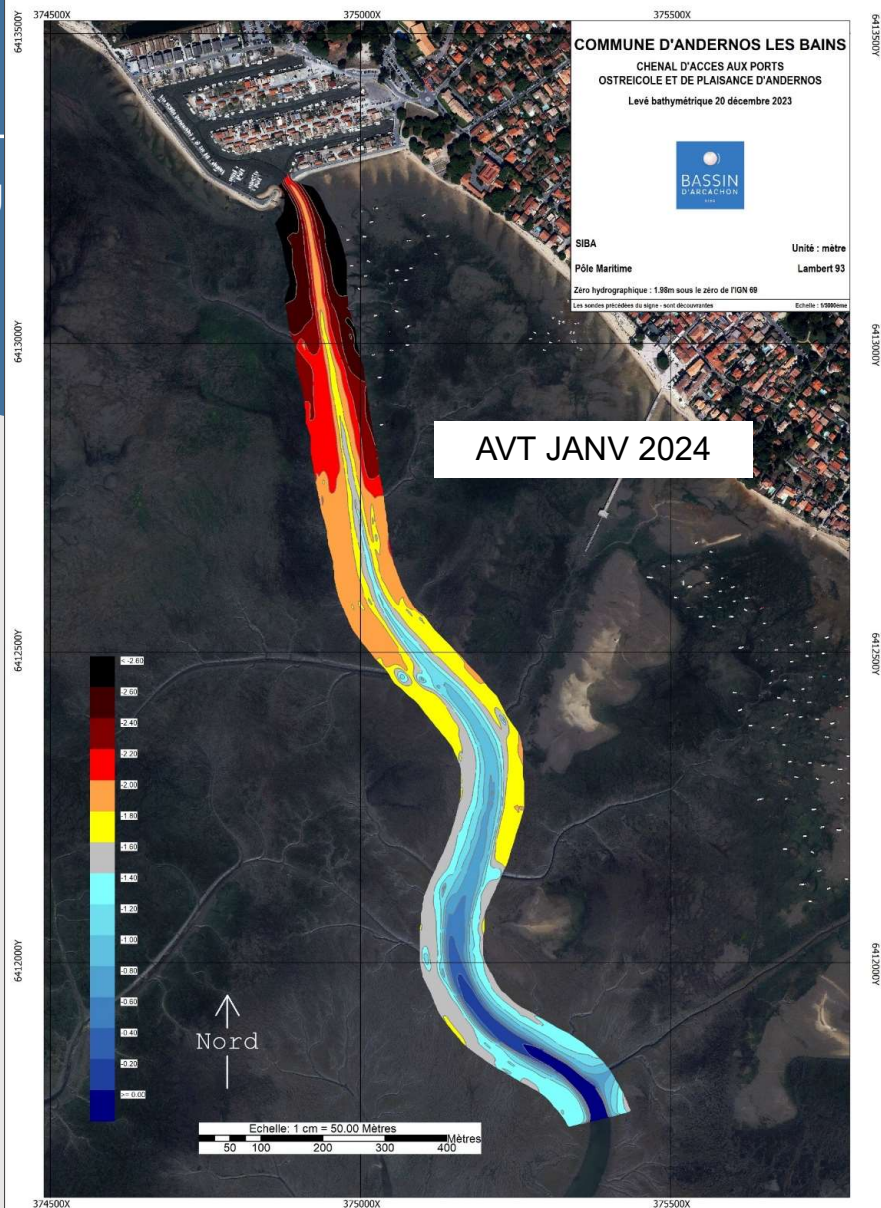 374500X
375000X
375500X
6413500Y
6413500Y
COMMUNE D'ANDERNOS LES BAINS
CHENAL D'ACCES AUX PORTS
OSTREICOLE ET DE PLAISANCE D'ANDERNOS
Levé bathymétrique 20 décembre 2023
BASSIN
D'ARCACHON
SIBA
SIBA
Unité : mètre
Pôle Maritime
Lambert 93
Zéro hydrographique : 1.98m sous le zéro de l'IGN 69
Les sondes précédées du signe - sont découvrantes
Echelle : 1/5000ème
6413000Y
6413000Y
AVT JANV 2024
6412500Y
6412500Y
< -2.60
-2.60
-2.40
-2.20
-2.00
-1.80
-1.60
-1.40
-1.20
-1.00
-0.80
-0.60
-0.40
-0.20
>= 0.00
6412000Y
6412000Y
Nord
Echelle: 1 cm = 50.00 Mètres
50 100 200 300 400 Mètres
374500X
375000X
375500X